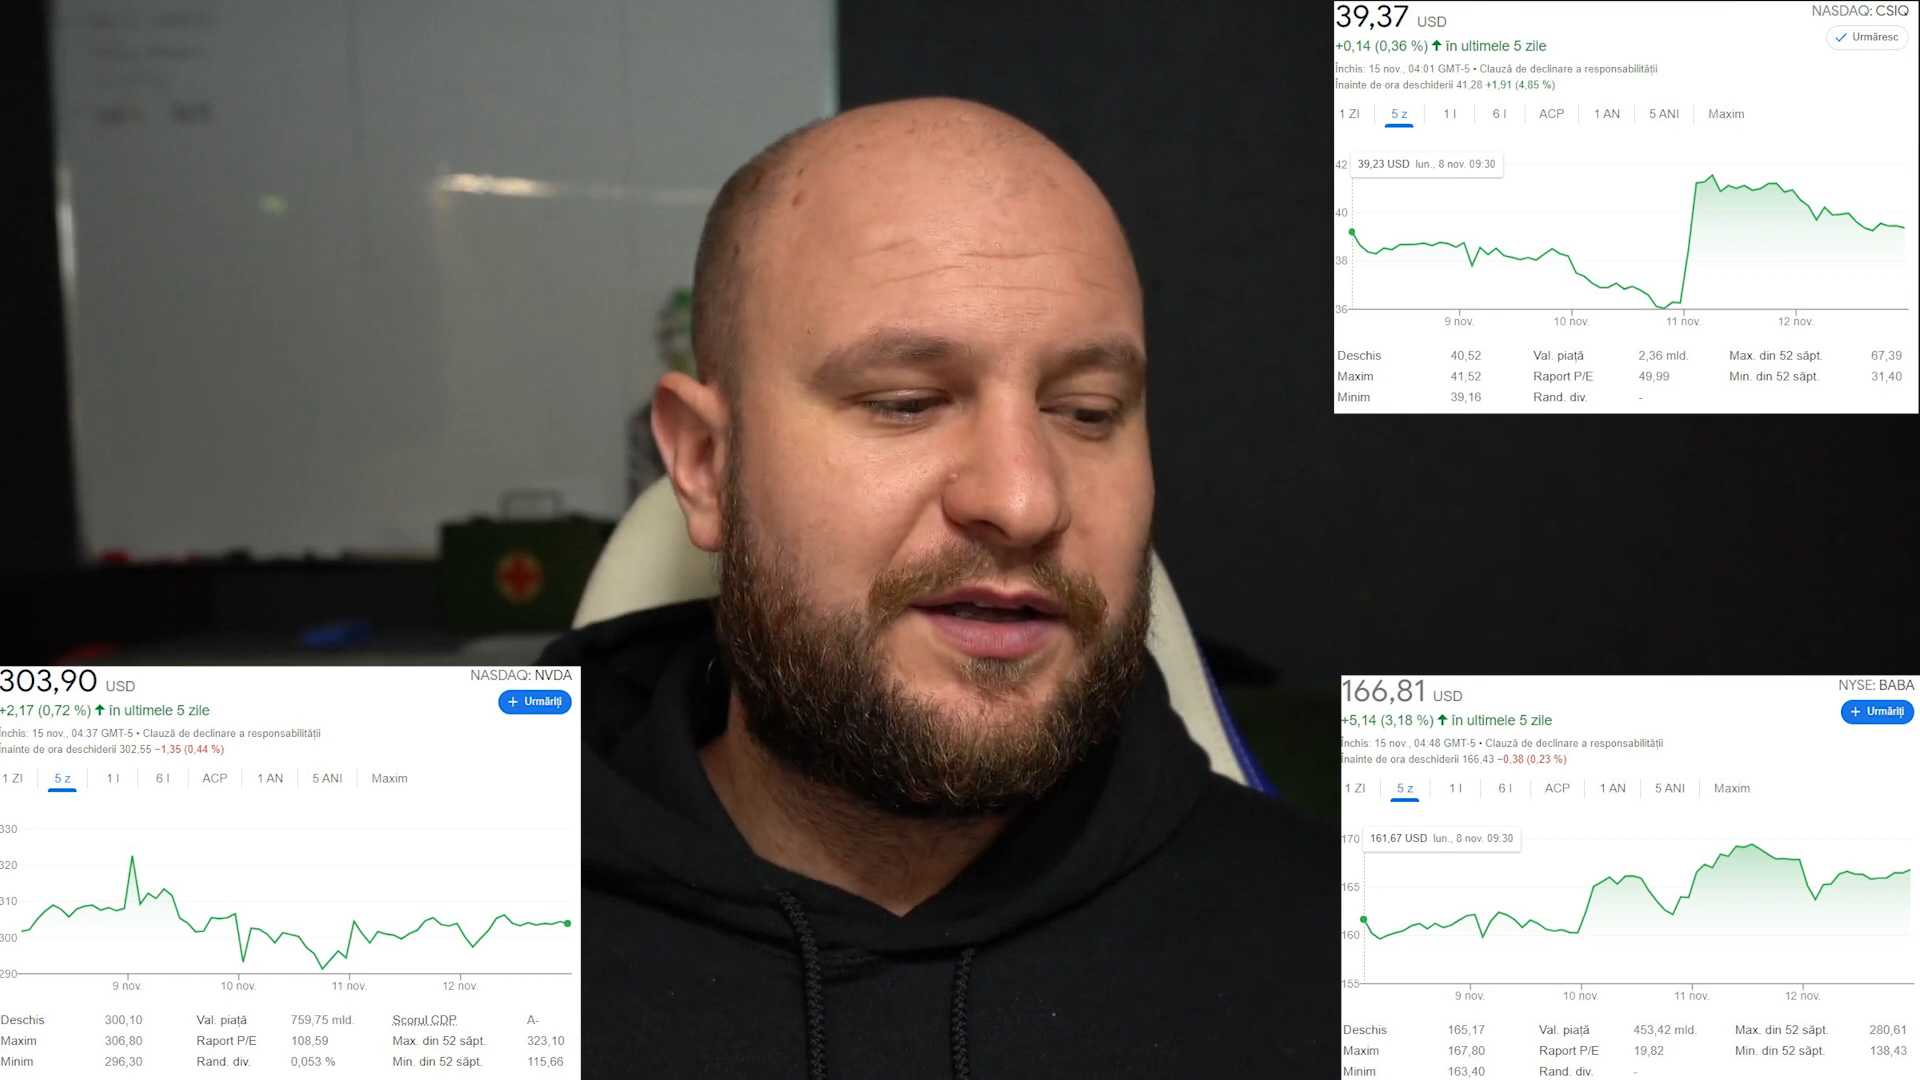 39,37 USD
NASDAQ: CSIQ
Urmăresc
+0,14 (0,36 %) în ultimele 5 zile
Închis: 15 nov., 04:01 GMT-5 • Clauză de declinare a responsabilității
Înainte de ora deschiderii 41,28 +1,91 (4,85 %)
1 ZI 5 z 1 l 6 l ACP 1 AN 5 ANI Maxim
39,23 USD lun., 8 nov. 09:30
42
40
38
36
9 nov. 10 nov. 11 nov. 12 nov.
Deschis 40,52 Val. piață 2,36 mld. Max. din 52 săpt. 67,39
Maxim 41,52 Raport P/E 49,99 Min. din 52 săpt. 31,40
Minim 39,16 Rand. div. -
303,90 USD
NASDAQ: NVDA
+ Urmăriți
+2,17 (0,72 %) în ultimele 5 zile
Închis: 15 nov., 04:37 GMT-5 • Clauză de declinare a responsabilității
Înainte de ora deschiderii 302,55 −1,35 (0,44 %)
1 ZI 5 z 1 l 6 l ACP 1 AN 5 ANI Maxim
330
320
310
300
290
9 nov. 10 nov. 11 nov. 12 nov.
Deschis 300,10 Val. piață 759,75 mld. Scorul CDP A-
Maxim 306,80 Raport P/E 108,59 Max. din 52 săpt. 323,10
Minim 296,30 Rand. div. 0,053 % Min. din 52 săpt. 115,66
166,81 USD
NYSE: BABA
+ Urmăriți
+5,14 (3,18 %) în ultimele 5 zile
Închis: 15 nov., 04:48 GMT-5 • Clauză de declinare a responsabilității
Înainte de ora deschiderii 166,43 −0,38 (0,23 %)
1 ZI 5 z 1 l 6 l ACP 1 AN 5 ANI Maxim
161,67 USD lun., 8 nov. 09:30
170
165
160
155
9 nov. 10 nov. 11 nov. 12 nov.
Deschis 165,17 Val. piață 453,42 mld. Max. din 52 săpt. 280,61
Maxim 167,80 Raport P/E 19,82 Min. din 52 săpt. 138,43
Minim 163,40 Rand. div. -